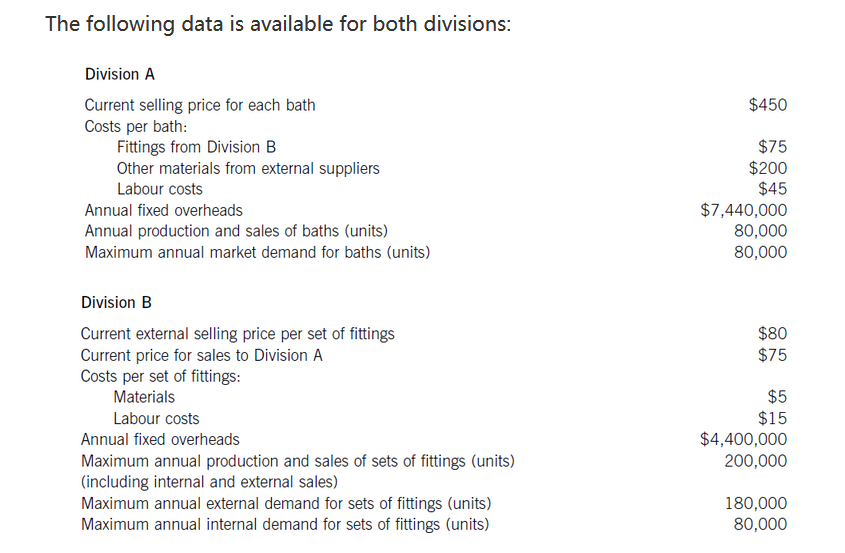 The following data is available for both divisions:
Division A
Current selling price for each bath $450
Costs per bath:
Fittings from Division B $75
Other materials from external suppliers $200
Labour costs $45
Annual fixed overheads $7,440,000
Annual production and sales of baths (units) 80,000
Maximum annual market demand for baths (units) 80,000
Division B
Current external selling price per set of fittings $80
Current price for sales to Division A $75
Costs per set of fittings:
Materials $5
Labour costs $15
Annual fixed overheads $4,400,000
Maximum annual production and sales of sets of fittings (units) 200,000
(including internal and external sales)
Maximum annual external demand for sets of fittings (units) 180,000
Maximum annual internal demand for sets of fittings (units) 80,000